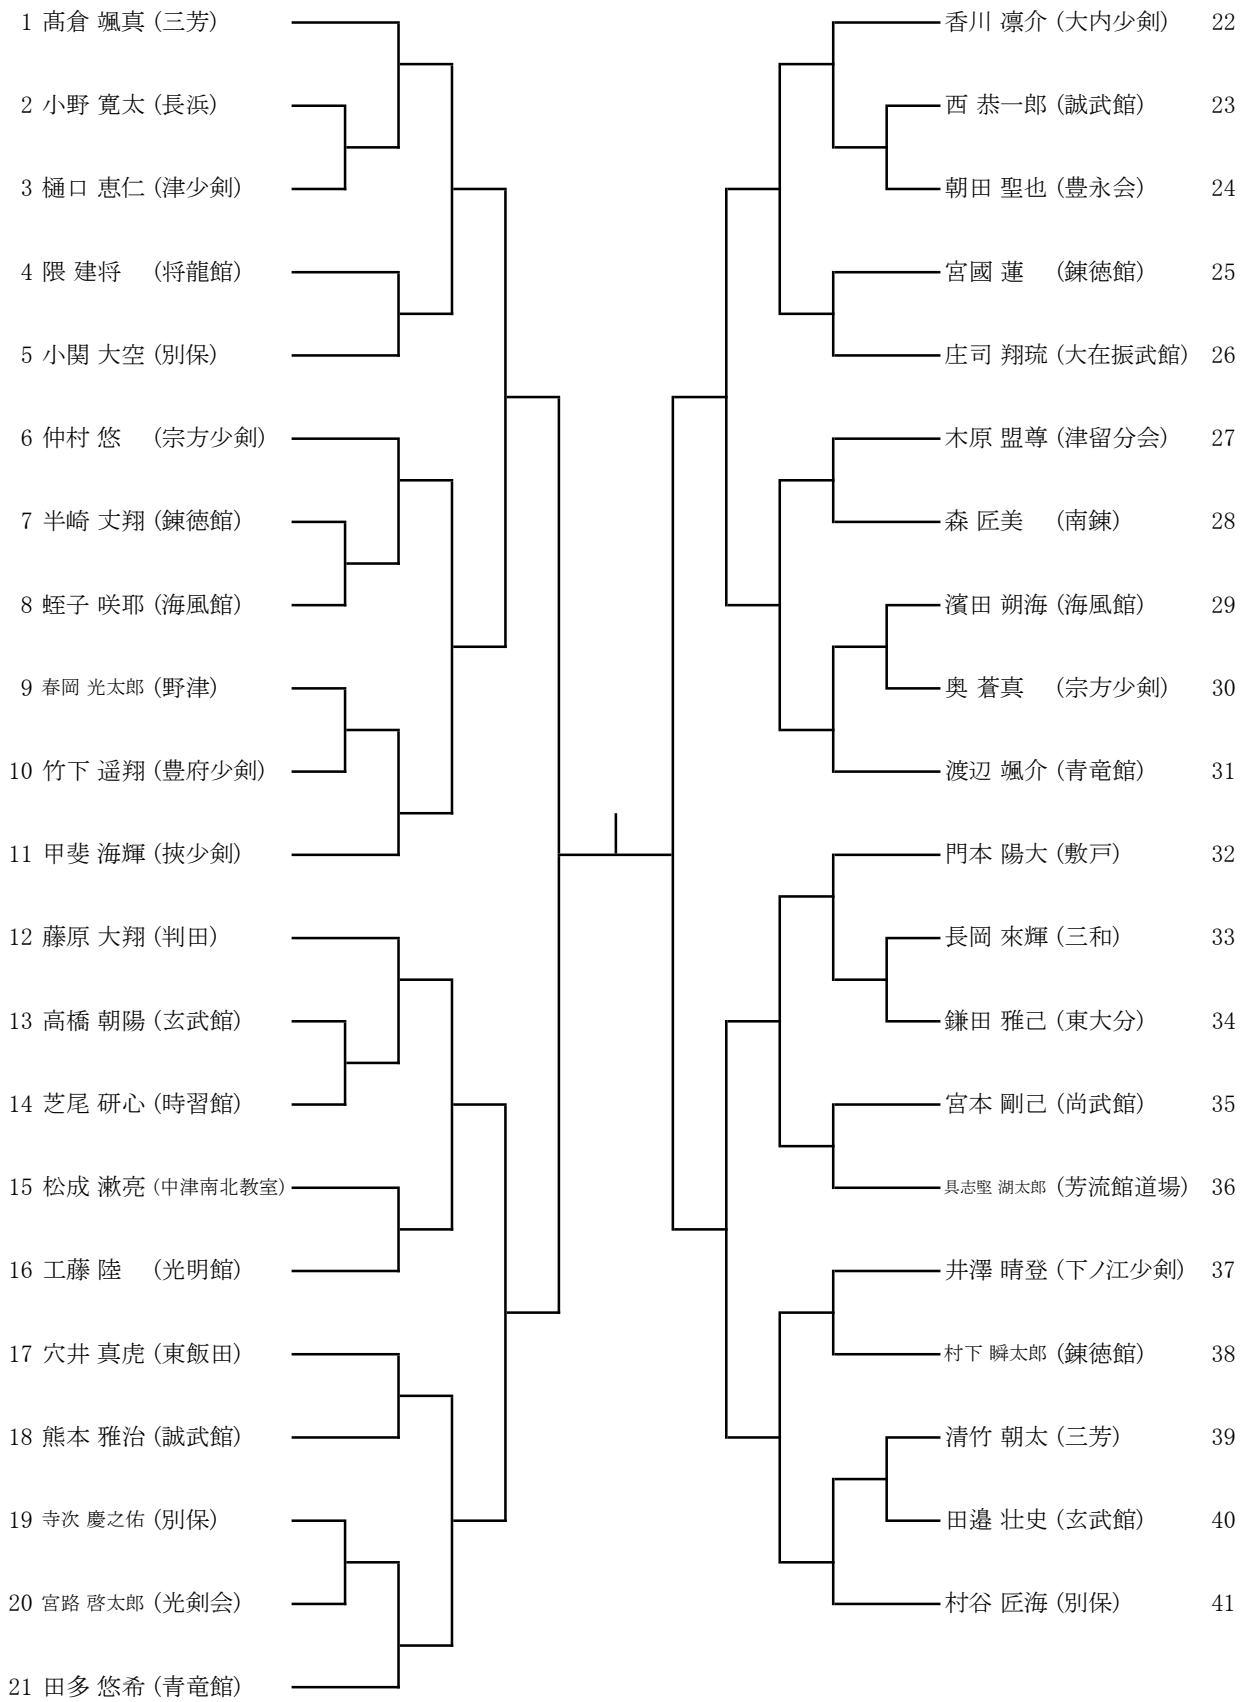 1 髙倉 颯真 (三芳)
2 小野 寛太 (長浜)
3 樋口 恵仁 (津少剣)
4 隈 建将 (将龍館)
5 小関 大空 (別保)
6 仲村 悠 (宗方少剣)
7 半崎 丈翔 (錬徳館)
8 蛭子 咲耶 (海風館)
9 春岡 光太郎 (野津)
10 竹下 遥翔 (豊府少剣)
11 甲斐 海輝 (挾少剣)
12 藤原 大翔 (判田)
13 高橋 朝陽 (玄武館)
14 芝尾 研心 (時習館)
15 松成 漱亮 (中津南北教室)
16 工藤 陸 (光明館)
17 穴井 真虎 (東飯田)
18 熊本 雅治 (誠武館)
19 寺次 慶之佑 (別保)
20 宮路 啓太郎 (光剣会)
21 田多 悠希 (青竜館)
香川 凛介 (大内少剣) 22
西 恭一郎 (誠武館) 23
朝田 聖也 (豊永会) 24
宮國 蓮 (錬徳館) 25
庄司 翔琉 (大在振武館) 26
木原 盟尊 (津留分会) 27
森 匠美 (南錬) 28
濱田 朔海 (海風館) 29
奥 蒼真 (宗方少剣) 30
渡辺 颯介 (青竜館) 31
門本 陽大 (敷戸) 32
長岡 來輝 (三和) 33
鎌田 雅己 (東大分) 34
宮本 剛己 (尚武館) 35
具志堅 湖太郎 (芳流館道場) 36
井澤 晴登 (下ノ江少剣) 37
村下 瞬太郎 (錬徳館) 38
清竹 朝太 (三芳) 39
田邉 壮史 (玄武館) 40
村谷 匠海 (別保) 41